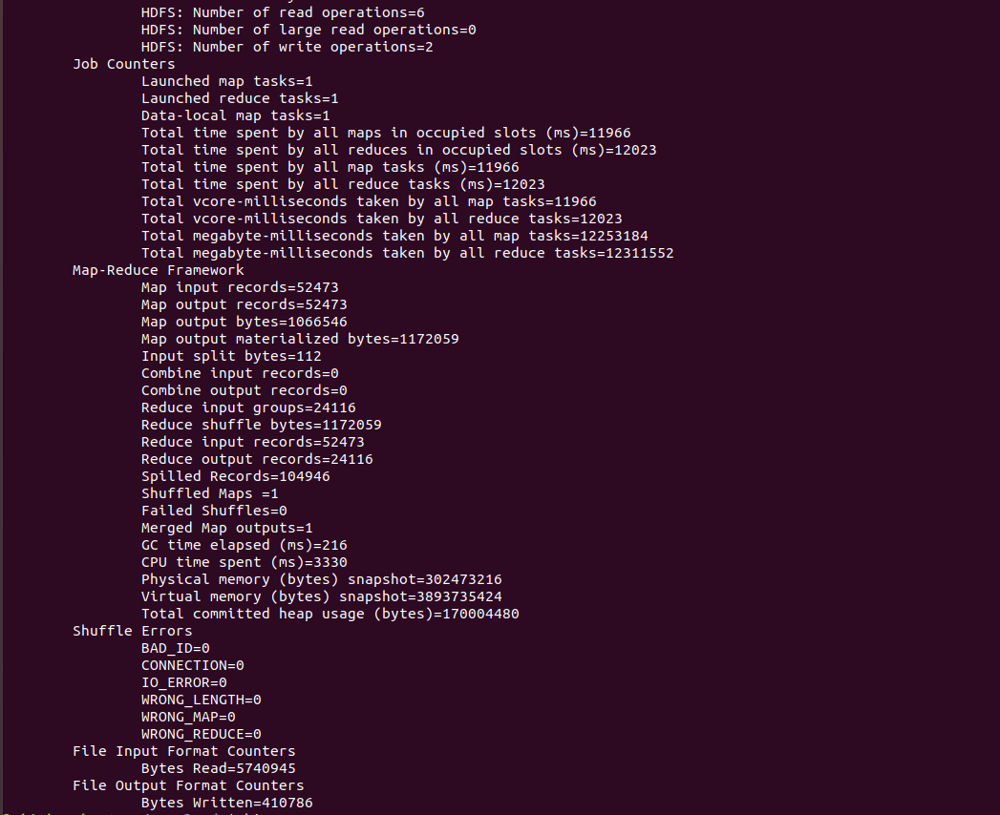 HDFS: Number of read operations=6
HDFS: Number of large read operations=0
HDFS: Number of write operations=2
Job Counters
Launched map tasks=1
Launched reduce tasks=1
Data-local map tasks=1
Total time spent by all maps in occupied slots (ms)=11966
Total time spent by all reduces in occupied slots (ms)=12023
Total time spent by all map tasks (ms)=11966
Total time spent by all reduce tasks (ms)=12023
Total vcore-milliseconds taken by all map tasks=11966
Total vcore-milliseconds taken by all reduce tasks=12023
Total megabyte-milliseconds taken by all map tasks=12253184
Total megabyte-milliseconds taken by all reduce tasks=12311552
Map-Reduce Framework
Map input records=52473
Map output records=52473
Map output bytes=1066546
Map output materialized bytes=1172059
Input split bytes=112
Combine input records=0
Combine output records=0
Reduce input groups=24116
Reduce shuffle bytes=1172059
Reduce input records=52473
Reduce output records=24116
Spilled Records=104946
Shuffled Maps =1
Failed Shuffles=0
Merged Map outputs=1
GC time elapsed (ms)=216
CPU time spent (ms)=3330
Physical memory (bytes) snapshot=302473216
Virtual memory (bytes) snapshot=3893735424
Total committed heap usage (bytes)=170004480
Shuffle Errors
BAD_ID=0
CONNECTION=0
IO_ERROR=0
WRONG_LENGTH=0
WRONG_MAP=0
WRONG_REDUCE=0
File Input Format Counters
Bytes Read=5740945
File Output Format Counters
Bytes Written=410786